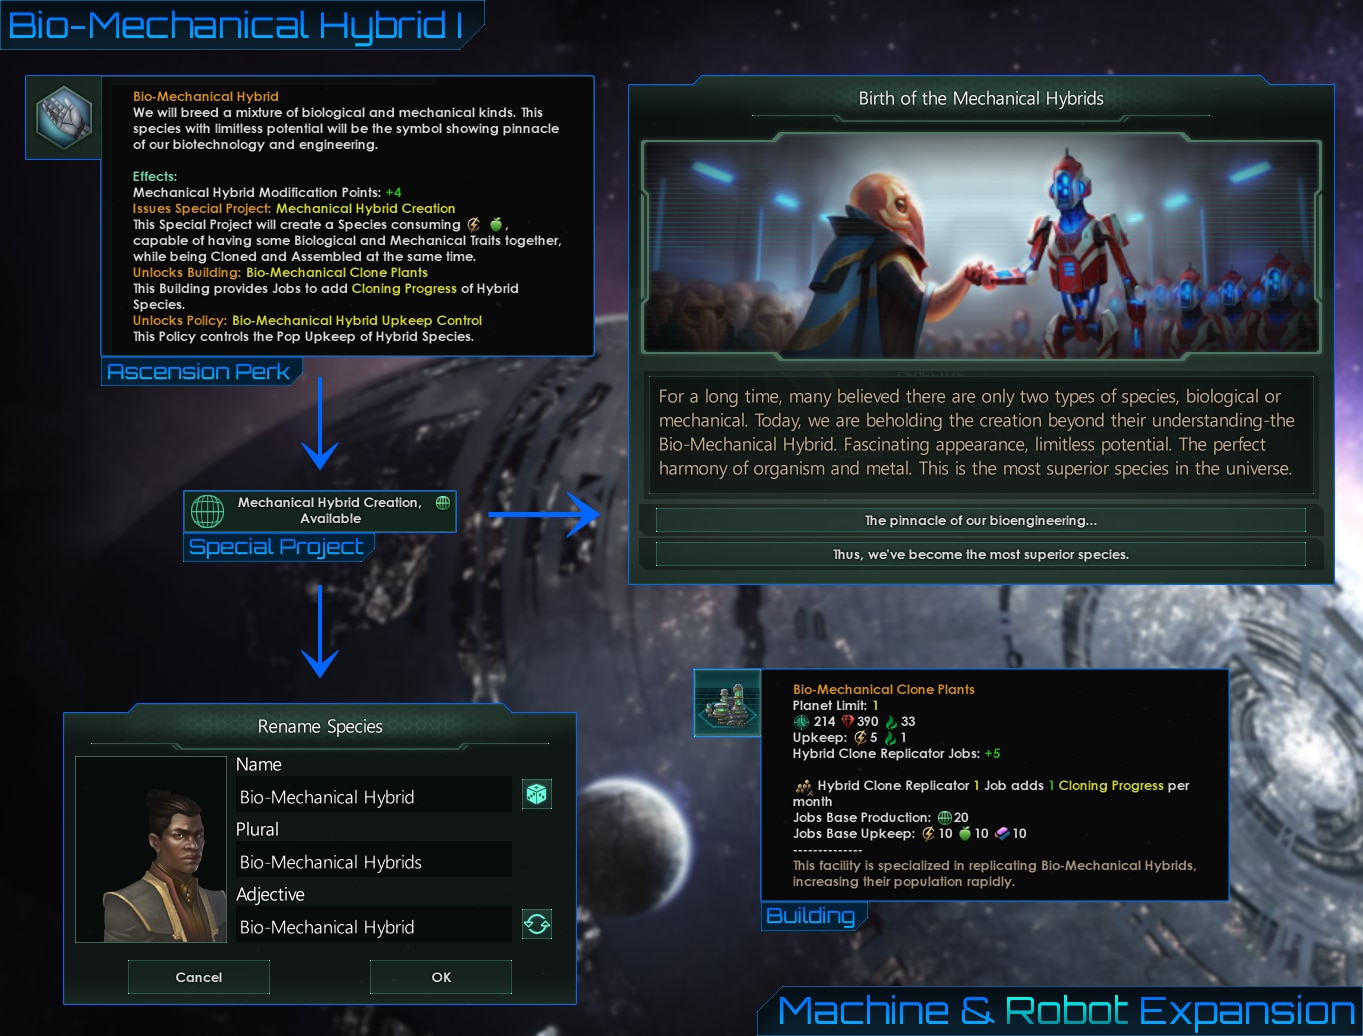 Bio-Mechanical Hybrid I
Bio-Mechanical Hybrid
We will breed a mixture of biological and mechanical kinds. This
species with limitless potential will be the symbol showing pinnacle
of our biotechnology and engineering.
Effects:
Mechanical Hybrid Modification Points: +4
Issues Special Project: Mechanical Hybrid Creation
This Special Project will create a Species consuming ,
capable of having some Biological and Mechanical Traits together,
while being Cloned and Assembled at the same time.
Unlocks Building: Bio-Mechanical Clone Plants
This Building provides Jobs to add Cloning Progress of Hybrid
Species.
Unlocks Policy: Bio-Mechanical Hybrid Upkeep Control
This Policy controls the Pop Upkeep of Hybrid Species.
Ascension Perk
Mechanical Hybrid Creation,
Available
Special Project
Birth of the Mechanical Hybrids
For a long time, many believed there are only two types of species, biological or
mechanical. Today, we are beholding the creation beyond their understanding-the
Bio-Mechanical Hybrid. Fascinating appearance, limitless potential. The perfect
harmony of organism and metal. This is the most superior species in the universe.
The pinnacle of our bioengineering...
Thus, we've become the most superior species.
Rename Species
Name
Bio-Mechanical Hybrid
Plural
Bio-Mechanical Hybrids
Adjective
Bio-Mechanical Hybrid
Cancel
OK
Bio-Mechanical Clone Plants
Planet Limit: 1
214 390 33
Upkeep: 5 1
Hybrid Clone Replicator Jobs: +5
Hybrid Clone Replicator 1 Job adds 1 Cloning Progress per
month
Jobs Base Production: 20
Jobs Base Upkeep: 10 10 10
--------------
This facility is specialized in replicating Bio-Mechanical Hybrids,
increasing their population rapidly.
Building
Machine & Robot Expansion